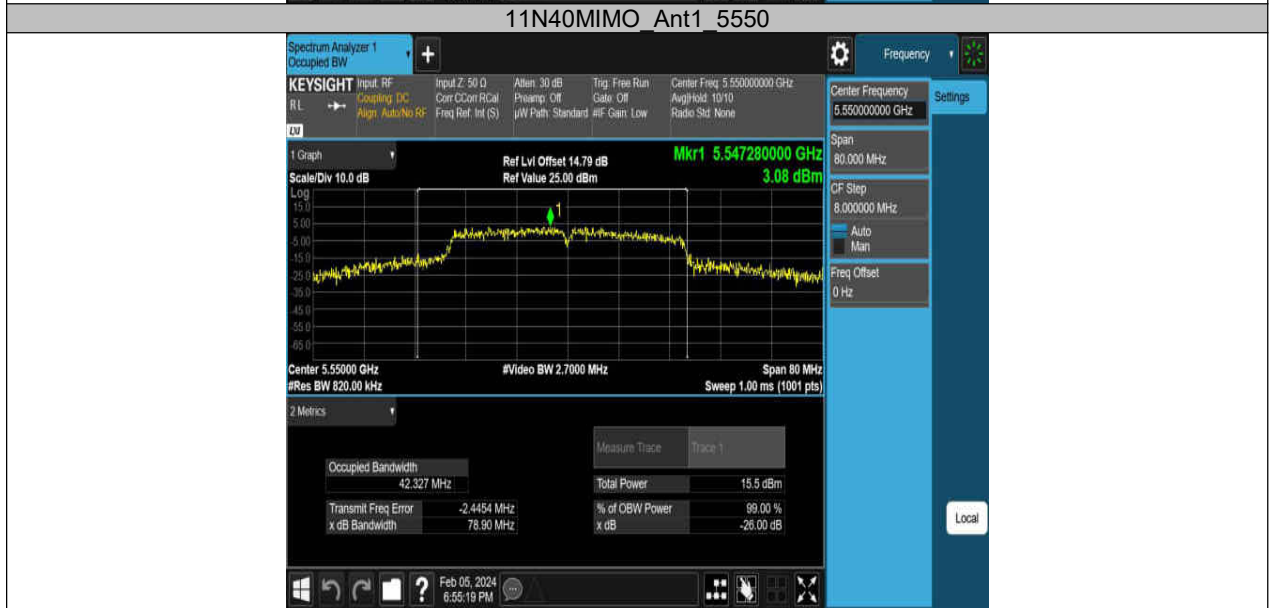 11N40MIMO_Ant1_5550
Spectrum Analyzer 1
Occupied BW
+
Frequency
KEYSIGHT Input: RF Input Z: 50 Ω Atten: 30 dB Trig: Free Run Center Freq: 5.550000000 GHz
RL Coupling: DC Corr CCorr RCal Preamp: Off Gate: Off Avg|Hold: 10/10
Align: Auto/No RF Freq Ref: Int (S) µW Path: Standard #IF Gain: Low Radio Std: None
LXI
Center Frequency
5.550000000 GHz
Settings
Span
80.000 MHz
CF Step
8.000000 MHz
Auto
Man
Freq Offset
0 Hz
1 Graph
Ref Lvl Offset 14.79 dB
Mkr1 5.547280000 GHz
Scale/Div 10.0 dB
Ref Value 25.00 dBm
3.08 dBm
Log
15.0
5.00
-5.00
-15.0
-25.0
-35.0
-45.0
-55.0
-65.0
1
Center 5.55000 GHz #Video BW 2.7000 MHz Span 80 MHz
#Res BW 820.00 kHz Sweep 1.00 ms (1001 pts)
2 Metrics
Measure Trace Trace 1
Occupied Bandwidth
42.327 MHz
Total Power 15.5 dBm
Transmit Freq Error -2.4454 MHz % of OBW Power 99.00 %
x dB Bandwidth 78.90 MHz x dB -26.00 dB
Local
?
Feb 05, 2024
6:55:19 PM